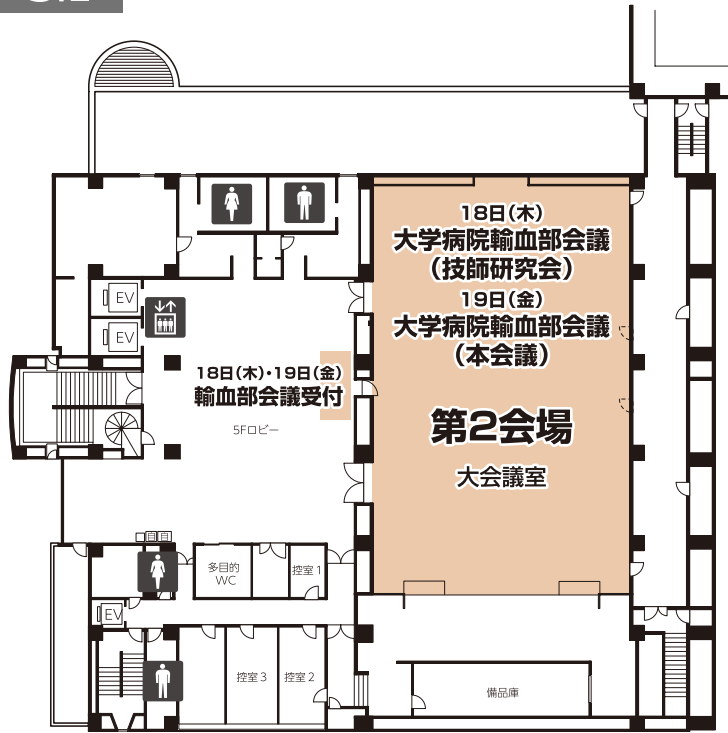 18日(木)
大学病院輸血部会議
(技師研究会)
19日(金)
大学病院輸血部会議
(本会議)
EV
EV
18日(木)・19日(金)
輸血部会議受付
5Fロビー
第2会場
大会議室
自 自
多目的
WC
控室1
EV
控室3
控室2
備品庫